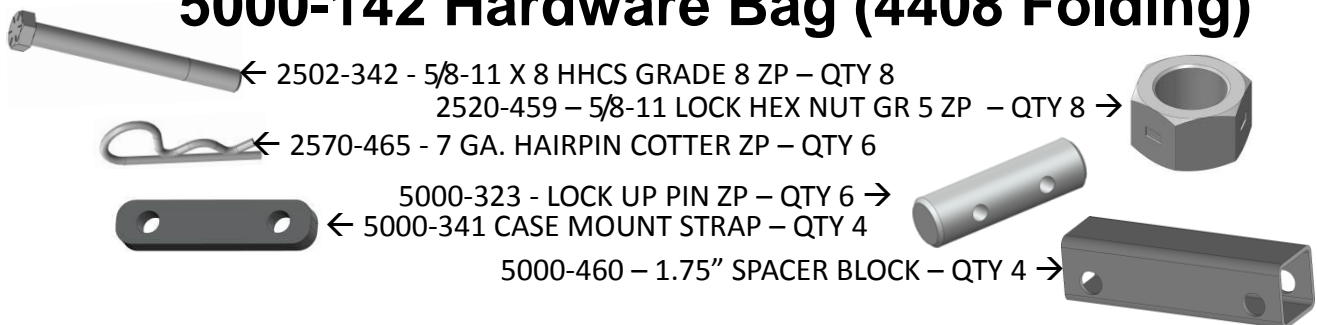 5000-142 Hardware Bag (4408 Folding)
← 2502-342 - 5/8-11 X 8 HHCS GRADE 8 ZP – QTY 8
2520-459 – 5/8-11 LOCK HEX NUT GR 5 ZP – QTY 8 →
← 2570-465 - 7 GA. HAIRPIN COTTER ZP – QTY 6
5000-323 - LOCK UP PIN ZP – QTY 6 →
← 5000-341 CASE MOUNT STRAP – QTY 4
5000-460 – 1.75” SPACER BLOCK – QTY 4 →